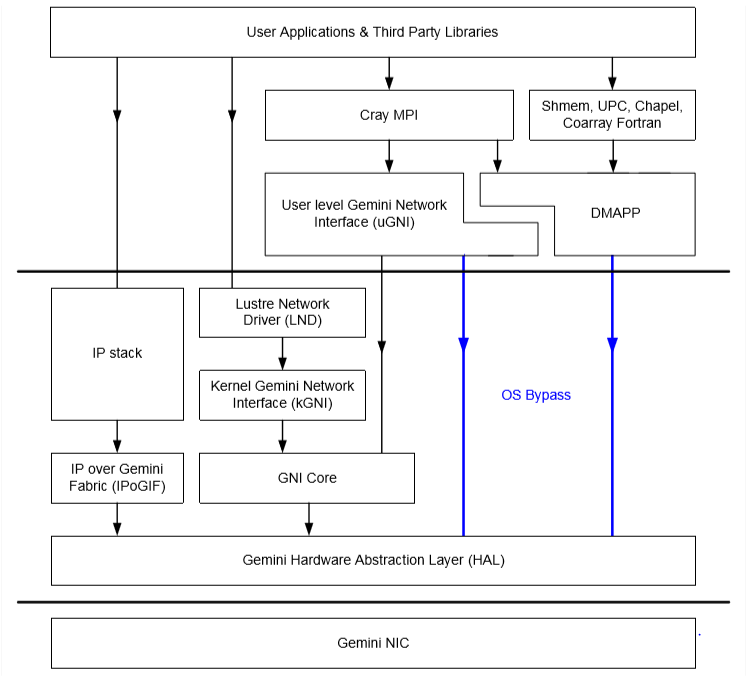 User Applications & Third Party Libraries
Cray MPI
Shmem, UPC, Chapel,
Coarray Fortran
User level Gemini Network
Interface (uGNI)
DMAPP
IP stack
Lustre Network
Driver (LND)
Kernel Gemini Network
Interface (kGNI)
OS Bypass
IP over Gemini
Fabric (IPoGIF)
GNI Core
Gemini Hardware Abstraction Layer (HAL)
Gemini NIC